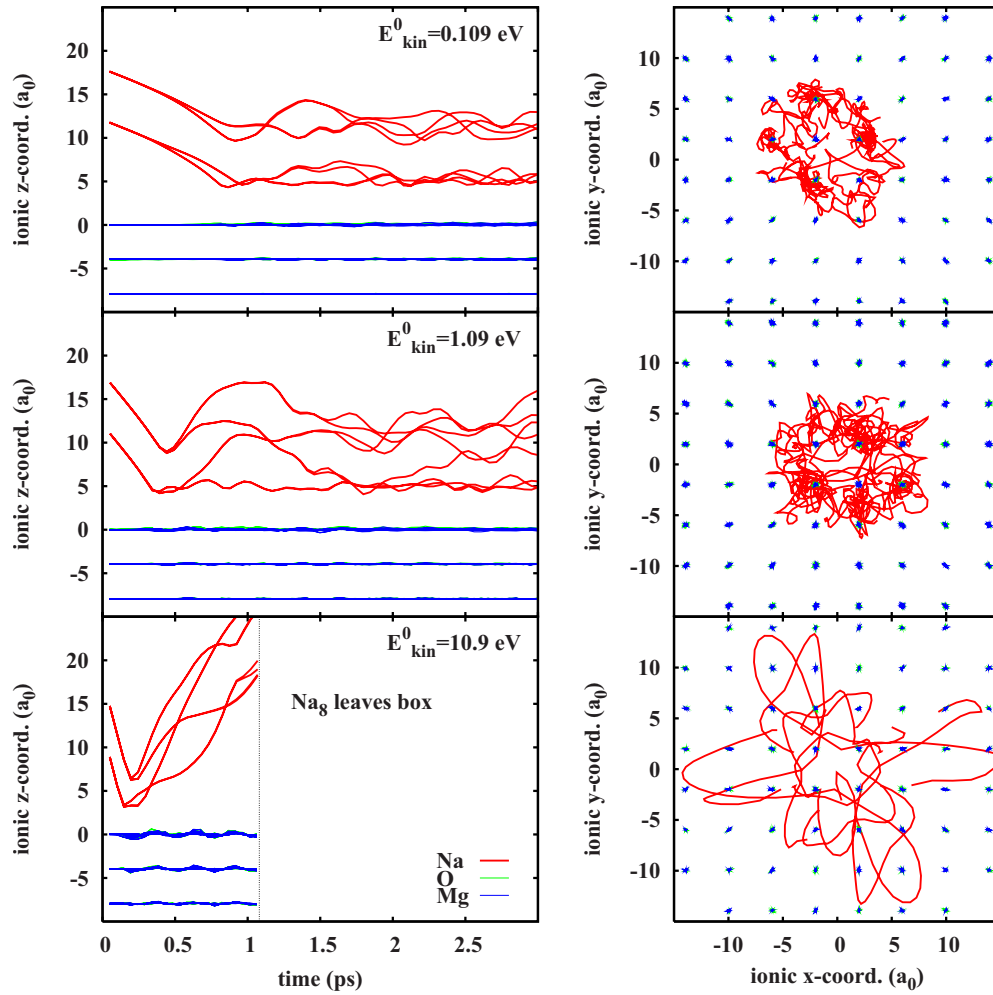 E⁰kin=0.109 eV
ionic z-coord. (a₀)
20
15
10
5
0
-5
ionic y-coord. (a₀)
10
5
0
-5
-10
E⁰kin=1.09 eV
ionic z-coord. (a₀)
20
15
10
5
0
-5
ionic y-coord. (a₀)
10
5
0
-5
-10
E⁰kin=10.9 eV
Na₈ leaves box
ionic z-coord. (a₀)
20
15
10
5
0
-5
Na
O
Mg
0 0.5 1 1.5 2 2.5
time (ps)
ionic y-coord. (a₀)
10
5
0
-5
-10
-10 -5 0 5 10
ionic x-coord. (a₀)